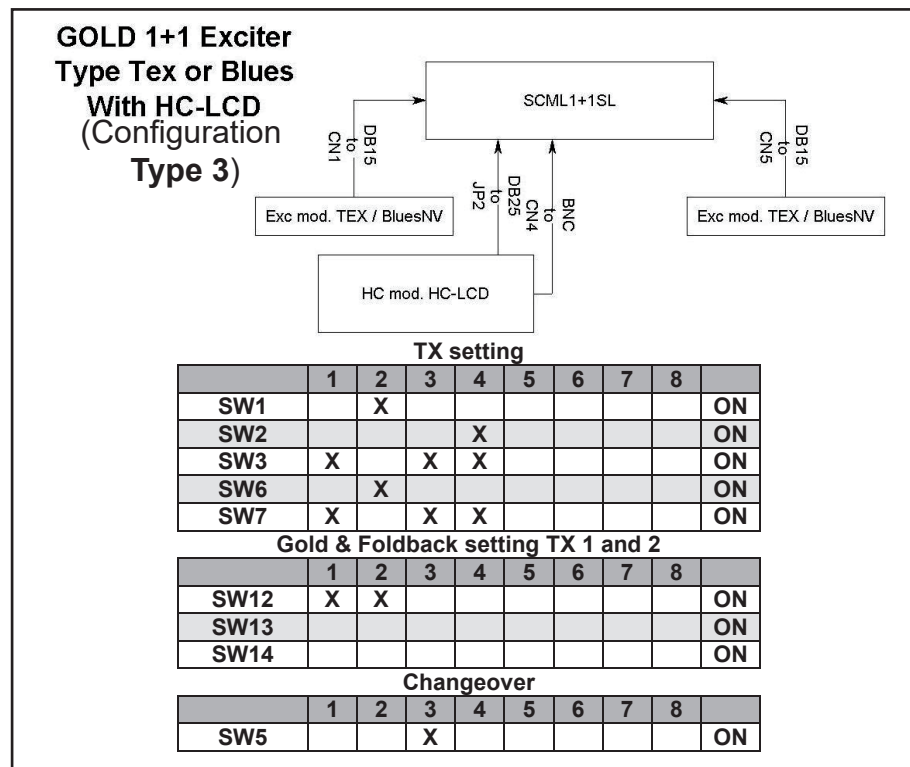 GOLD 1+1 Exciter
Type Tex or Blues
With HC-LCD
(Configuration
Type 3)
SCML1+1SL
DB15
to
CN1
DB15
to
CN5
DB25
to
JP2
BNC
to
CN4
Exc mod. TEX / BluesNV
Exc mod. TEX / BluesNV
HC mod. HC-LCD
TX setting
1 2 3 4 5 6 7 8
SW1 X ON
SW2 X ON
SW3 X X X ON
SW6 X ON
SW7 X X X ON
Gold & Foldback setting TX 1 and 2
1 2 3 4 5 6 7 8
SW12 X X ON
SW13 ON
SW14 ON
Changeover
1 2 3 4 5 6 7 8
SW5 X ON